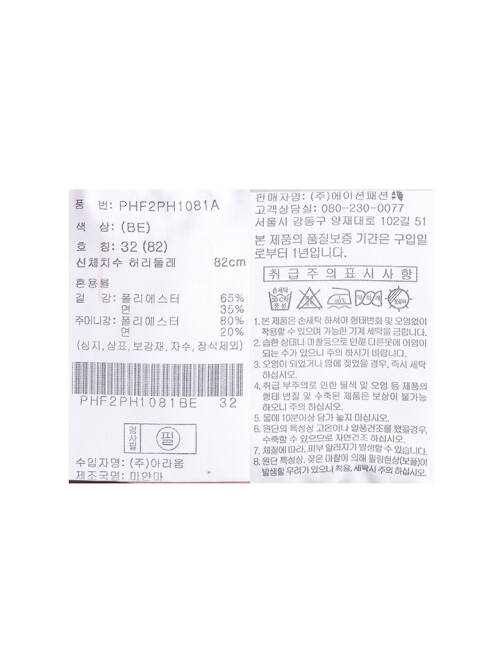 품 번: PHF2PH1081A
색 상: (BE)
호 칭: 32 (82)
신체치수 허리둘레 82cm
혼용률
겉 감: 폴리에스터 65%
면 35%
주머니감: 폴리에스터 80%
면 20%
(심지, 상표, 보강재, 자수, 장식제외)
PHF2PH1081BE 32
검사필
필
수입자명: (주)아라움
제조국명: 미얀마
판매자명: (주)에이션패션
고객상담실: 080-230-0077
서울시 강동구 양재대로 102길 51
본 제품의 품질보증 기간은 구입일
로부터 1년입니다.
취급주의표시사항
손세탁
30℃
중성
1. 본 제품은 손세탁 하셔야 형태변화 및 오염없이
착용할 수 있으며 가능한 기계 세탁을 금합니다.
2. 습한 상태나 마찰등으로 인해 다른옷에 이염이
되는 수가 있으니 주의 하시기 바랍니다.
3. 오염이 되었거나 땀에 젖었을 경우, 즉시 세탁
하십시오.
4. 취급 부주의로 인한 탈색 및 오염 등 제품의
형태 변질 및 수축된 제품은 보상이 불가능
하오니 주의 하십시오.
5. 물에 10분이상 담가 놓지 마십시오.
6. 원단의 특성상 고온이나 열풍건조를 했을경우,
수축할 수 있으므로 자연건조 하십시오.
7. 체질에 따라, 피부 알러지가 발생할 수 있습니다.
8. 원단 특성상, 잦은 마찰에 의해 필링현상(보풀)이
발생할 우려가 있으니 착용, 세탁시 주의 하십시오.